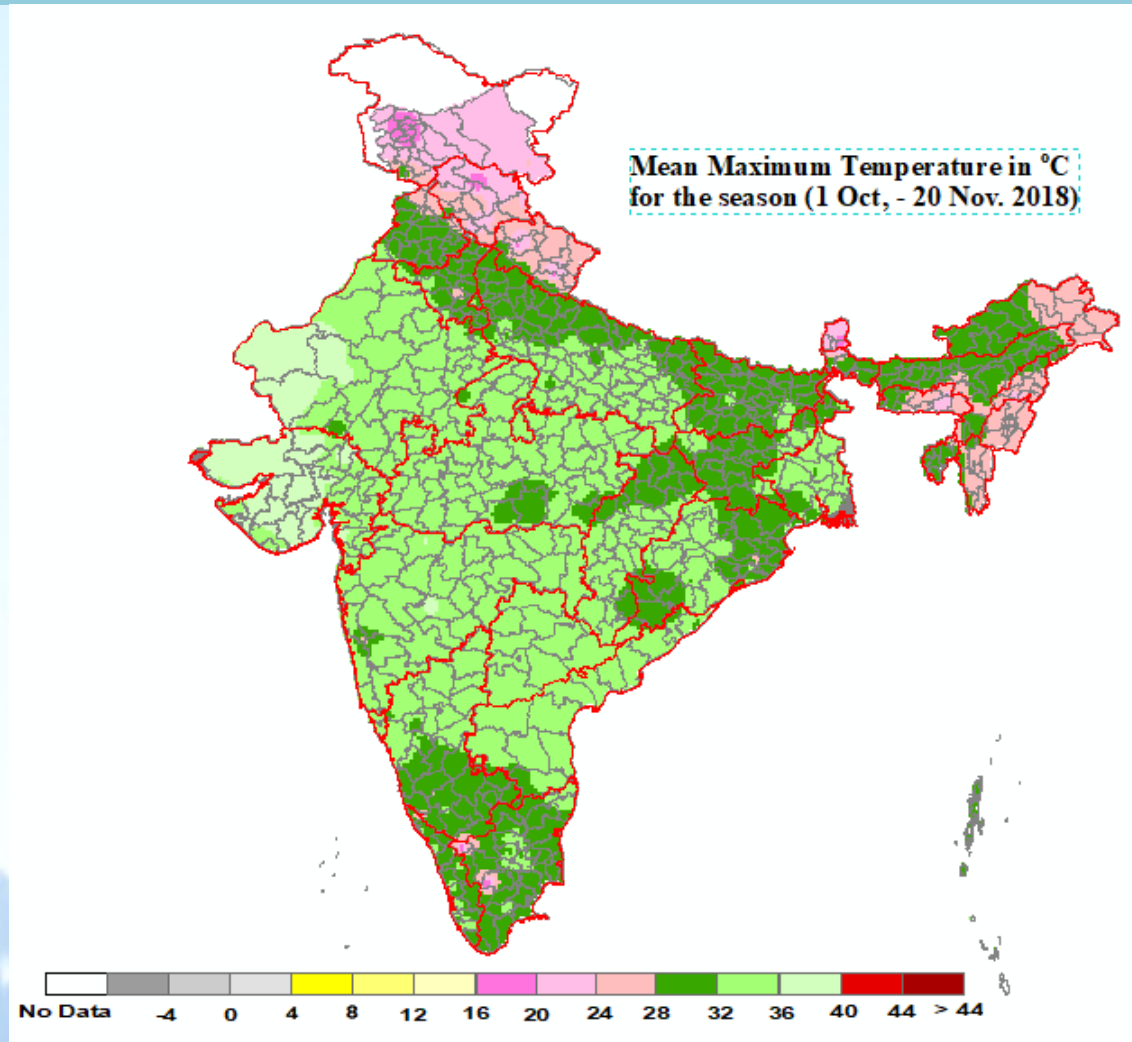 Mean Maximum Temperature in °C
for the season (1 Oct, - 20 Nov. 2018)
No Data -4 0 4 8 12 16 20 24 28 32 36 40 44 > 44